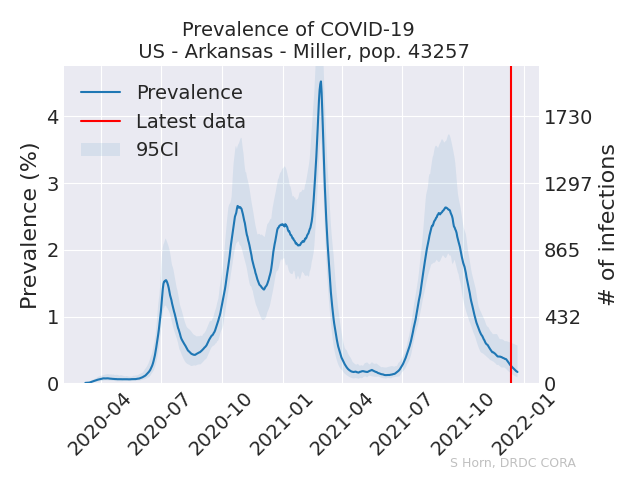 Prevalence of COVID-19
US - Arkansas - Miller, pop. 43257
Prevalence
Latest data
95CI
Prevalence (%)
4
3
2
1
0
# of infections
1730
1297
865
432
0
2020-04
2020-07
2020-10
2021-01
2021-04
2021-07
2021-10
2022-01
S Horn, DRDC CORA